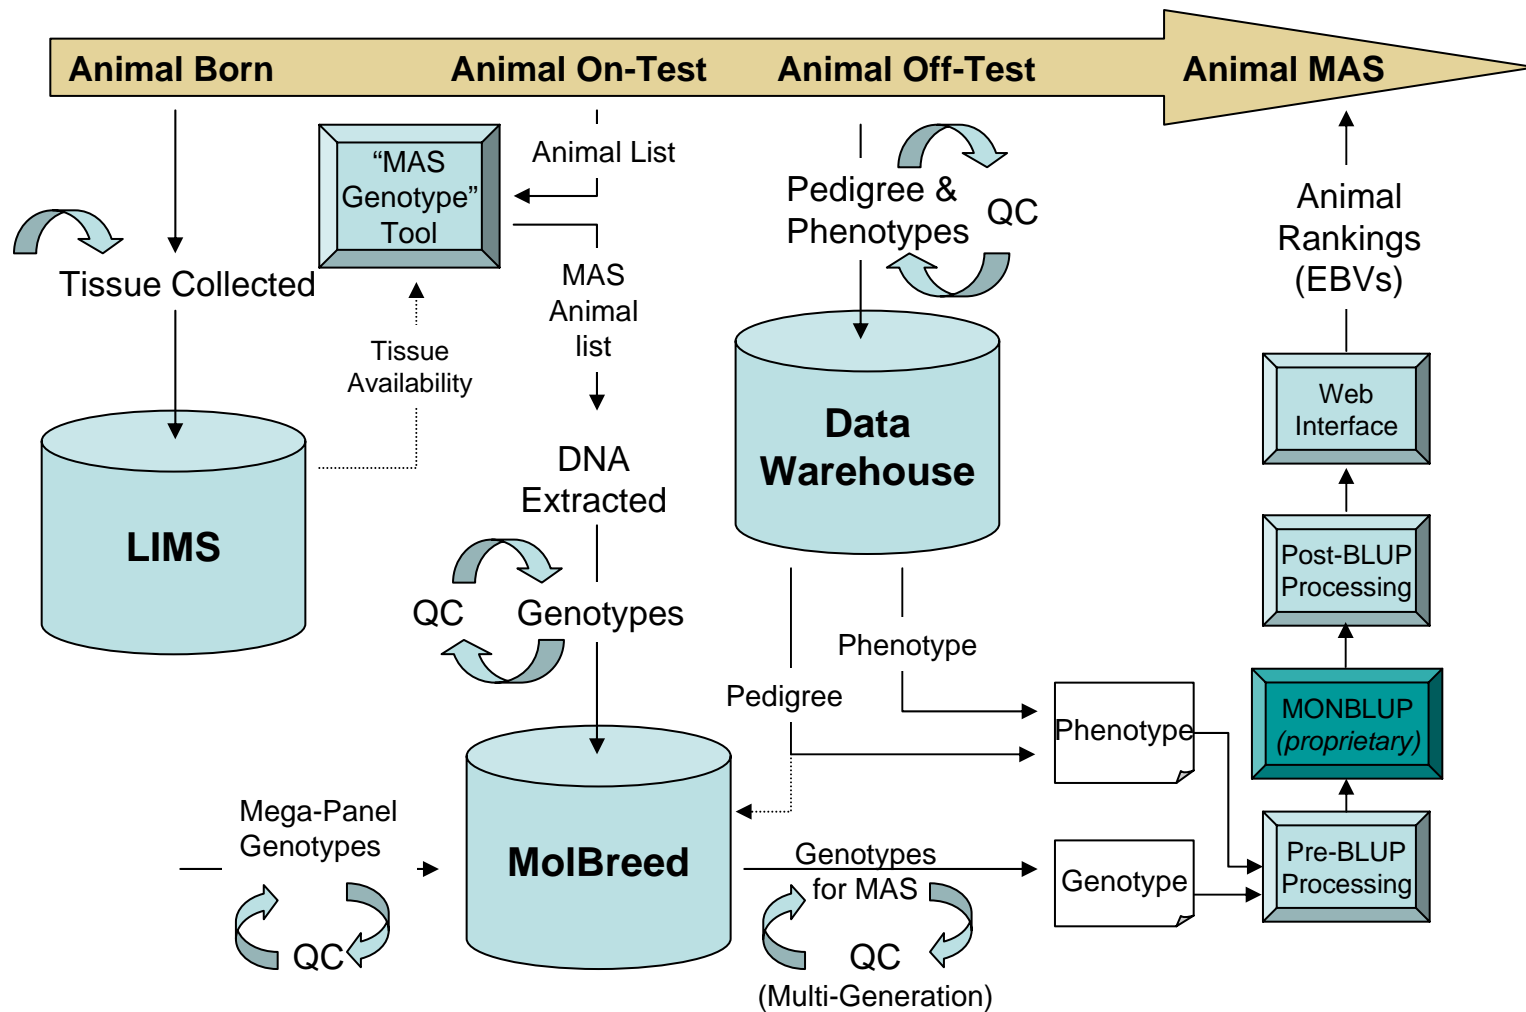 Animal Born
Animal On-Test
Animal Off-Test
Animal MAS
“MAS
Genotype”
Tool
Animal List
Pedigree &
Phenotypes
QC
Animal
Rankings
(EBVs)
Tissue Collected
MAS
Animal
list
Tissue
Availability
Web
Interface
Data
Warehouse
DNA
Extracted
LIMS
Post-BLUP
Processing
QC
Genotypes
Phenotype
Pedigree
Phenotype
MONBLUP
(proprietary)
Mega-Panel
Genotypes
MolBreed
Genotypes
for MAS
Genotype
Pre-BLUP
Processing
QC
QC
(Multi-Generation)